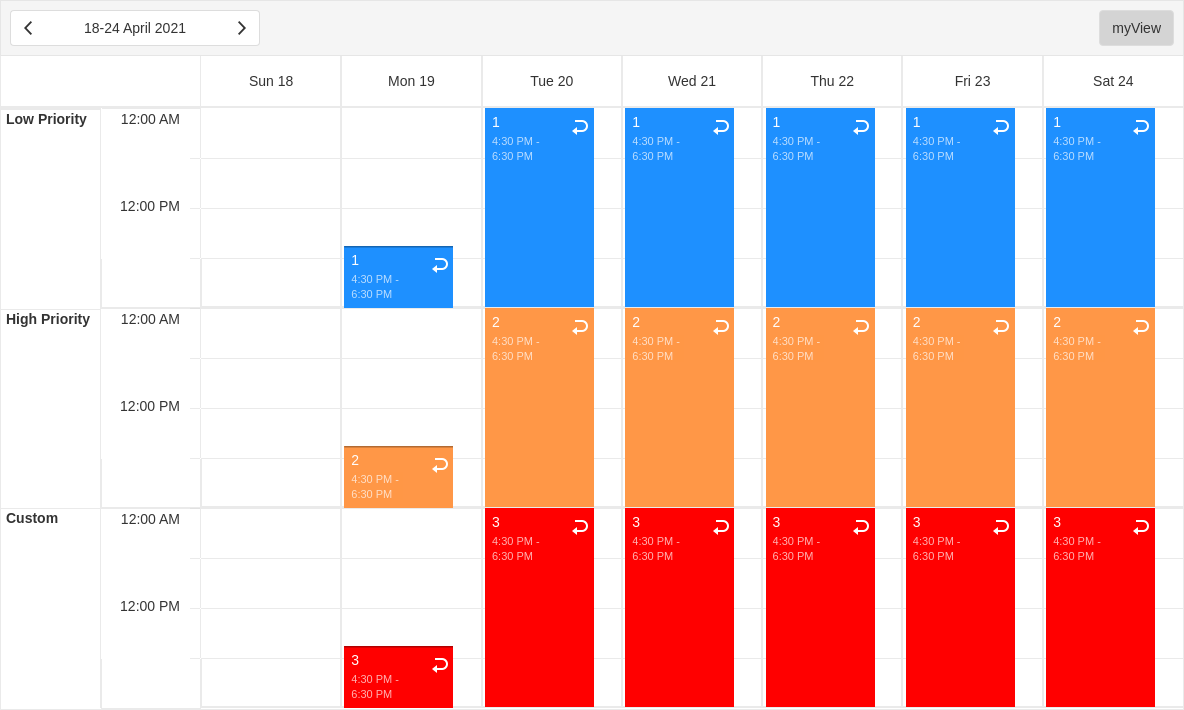 18-24 April 2021
myView
Sun 18 Mon 19 Tue 20 Wed 21 Thu 22 Fri 23 Sat 24
Low Priority 12:00 AM 1 1 1 1 1
4:30 PM - 4:30 PM - 4:30 PM - 4:30 PM - 4:30 PM -
6:30 PM 6:30 PM 6:30 PM 6:30 PM 6:30 PM
12:00 PM
1
4:30 PM -
6:30 PM
High Priority 12:00 AM 2 2 2 2 2
4:30 PM - 4:30 PM - 4:30 PM - 4:30 PM - 4:30 PM -
6:30 PM 6:30 PM 6:30 PM 6:30 PM 6:30 PM
12:00 PM
2
4:30 PM -
6:30 PM
Custom 12:00 AM 3 3 3 3 3
4:30 PM - 4:30 PM - 4:30 PM - 4:30 PM - 4:30 PM -
6:30 PM 6:30 PM 6:30 PM 6:30 PM 6:30 PM
12:00 PM
3
4:30 PM -
6:30 PM